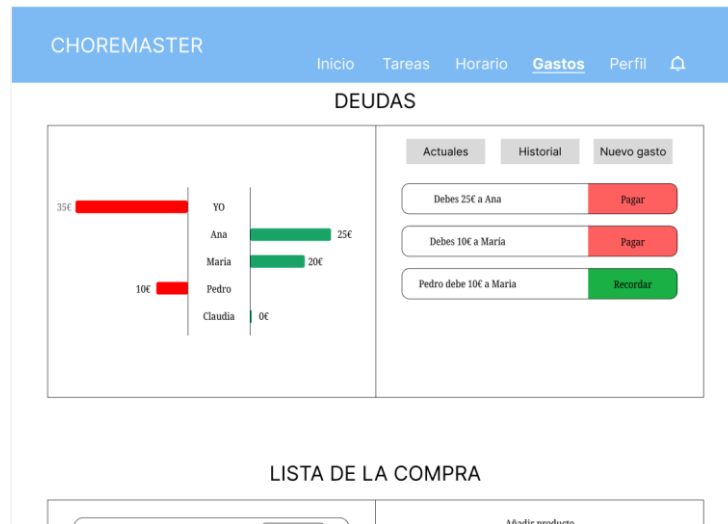 CHOREMASTER
Inicio Tareas Horario Gastos Perfil
DEUDAS
35€ YO
Ana 25€
Maria 20€
10€ Pedro
Claudia 0€
Actuales Historial Nuevo gasto
Debes 25€ a Ana Pagar
Debes 10€ a María Pagar
Pedro debe 10€ a Maria Recordar
LISTA DE LA COMPRA
Añadir producto